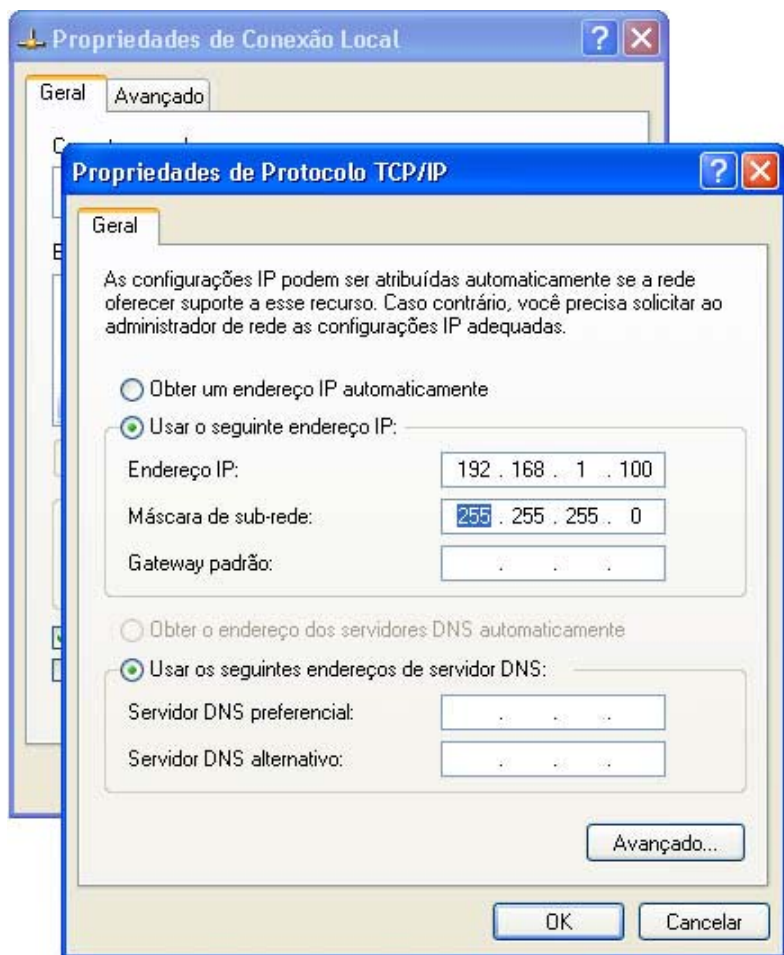 Propriedades de Conexão Local
Geral
Avançado
Propriedades de Protocolo TCP/IP
Geral
As configurações IP podem ser atribuídas automaticamente se a rede
oferecer suporte a esse recurso. Caso contrário, você precisa solicitar ao
administrador de rede as configurações IP adequadas.
Obter um endereço IP automaticamente
Usar o seguinte endereço IP:
Endereço IP: 192 . 168 . 1 . 100
Máscara de sub-rede: 255 . 255 . 255 . 0
Gateway padrão: . . .
Obter o endereço dos servidores DNS automaticamente
Usar os seguintes endereços de servidor DNS:
Servidor DNS preferencial: . . .
Servidor DNS alternativo: . . .
Avançado...
OK Cancelar